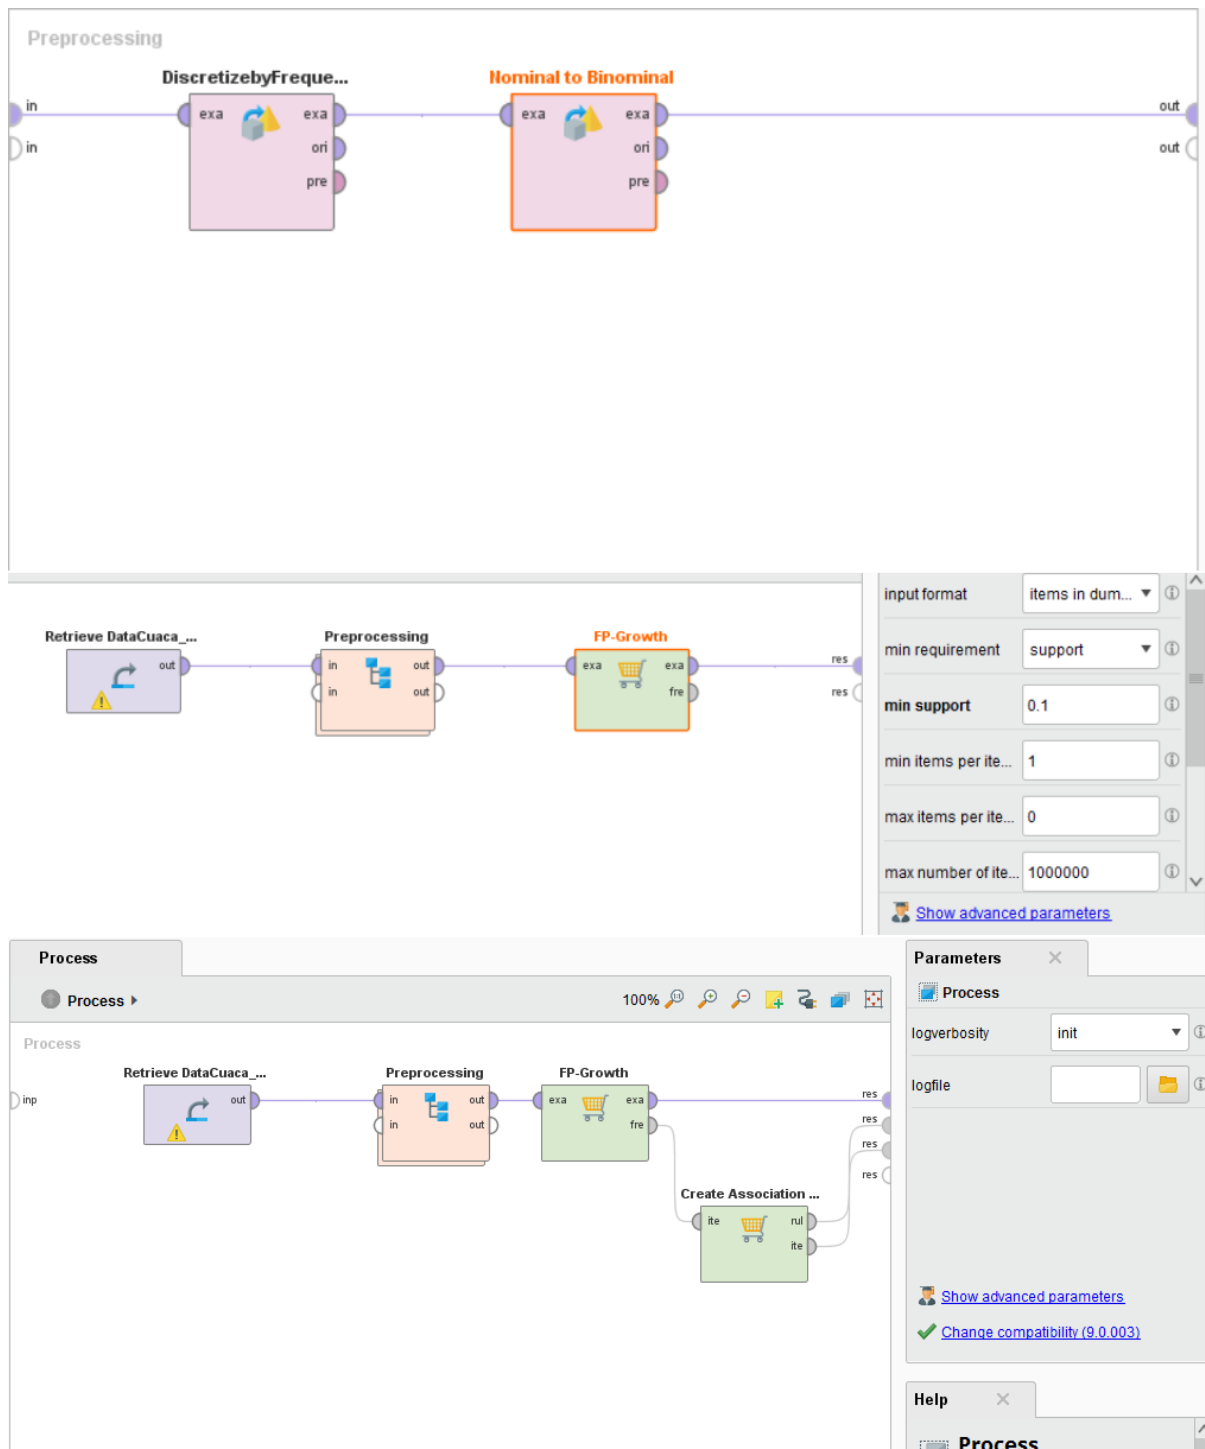 Preprocessing
DiscretizebyFreque...
Nominal to Binominal
in
exa
exa
exa
exa
out
in
ori
ori
out
pre
pre
Retrieve DataCuaca_...
Preprocessing
FP-Growth
out
in
out
exa
exa
res
in
out
fre
res
input format
items in dum...
min requirement
support
min support
0.1
min items per ite...
1
max items per ite...
0
max number of ite...
1000000
Show advanced parameters
Process
Process
100%
Process
Retrieve DataCuaca_...
Preprocessing
FP-Growth
inp
out
in
out
exa
exa
res
in
out
fre
res
res
res
Create Association ...
ite
rul
ite
Parameters
Process
logverbosity
init
logfile
Show advanced parameters
Change compatibility (9.0.003)
Help
Process